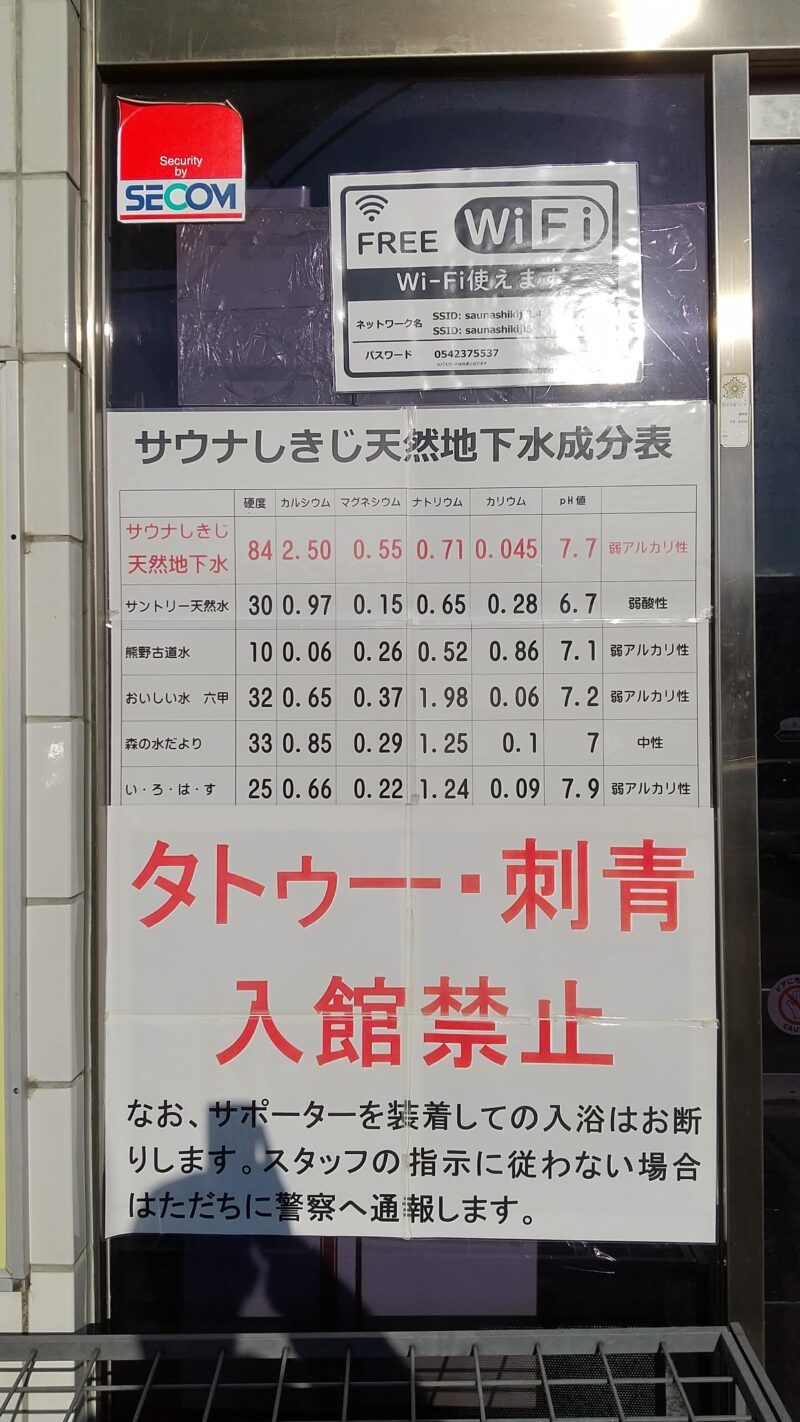 Security
by
SECOM
FREE WiFi
Wi-Fi使えます
ネットワーク名 SSID: saunashikiji2.4
SSID: saunashikiji5
パスワード 0542375537
サウナしきじ天然地下水成分表
硬度 カルシウム マグネシウム ナトリウム カリウム pH値
サウナしきじ
天然地下水 84 2.50 0.55 0.71 0.045 7.7 弱アルカリ性
サントリー天然水 30 0.97 0.15 0.65 0.28 6.7 弱酸性
熊野古道水 10 0.06 0.26 0.52 0.86 7.1 弱アルカリ性
おいしい水 六甲 32 0.65 0.37 1.98 0.06 7.2 弱アルカリ性
森の水だより 33 0.85 0.29 1.25 0.1 7 中性
い・ろ・は・す 25 0.66 0.22 1.24 0.09 7.9 弱アルカリ性
タトゥー・刺青
入館禁止
なお、サポーターを装着しての入浴はお断
りします。スタッフの指示に従わない場合
はただちに警察へ通報します。